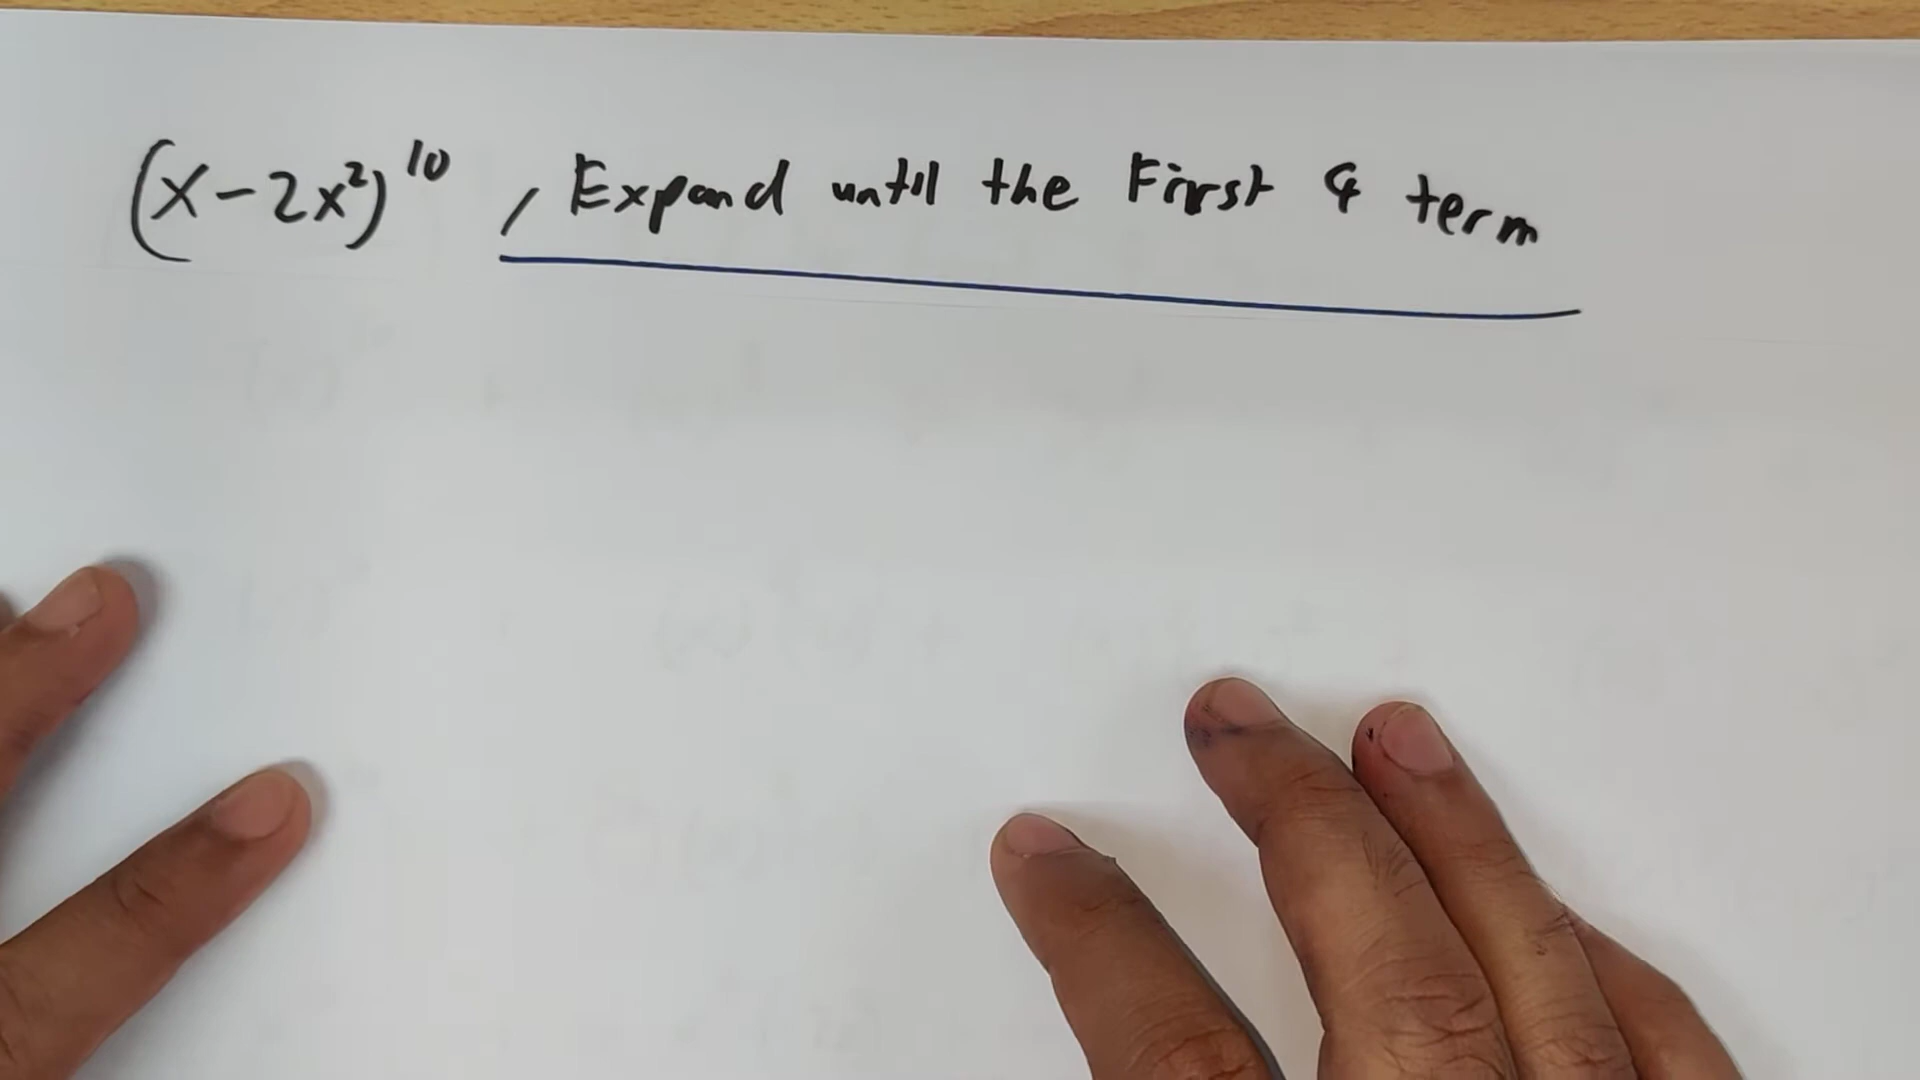 (x-2x²)¹⁰, Expand until the First 4 term